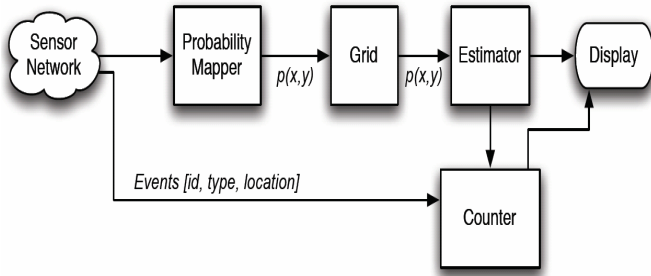 Sensor
Network
Probability
Mapper
p(x,y)
Grid
p(x,y)
Estimator
Display
Events [id, type, location]
Counter